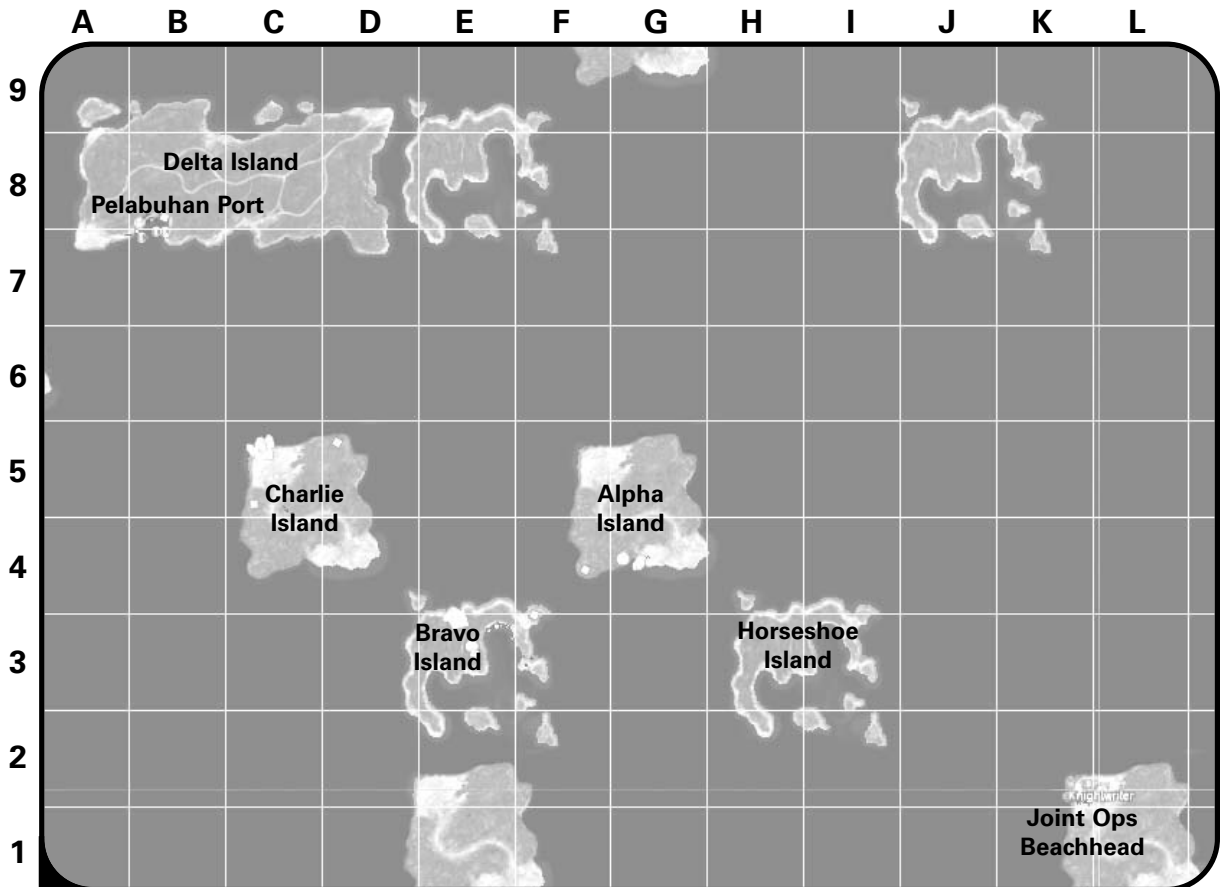 A B C D E F G H I J K L
9
Delta Island
8
Pelabuhan Port
7
6
5
Charlie
Island
Alpha
Island
4
Bravo
Island
Horseshoe
Island
3
2
Knightwriter
Joint Ops
Beachhead
1